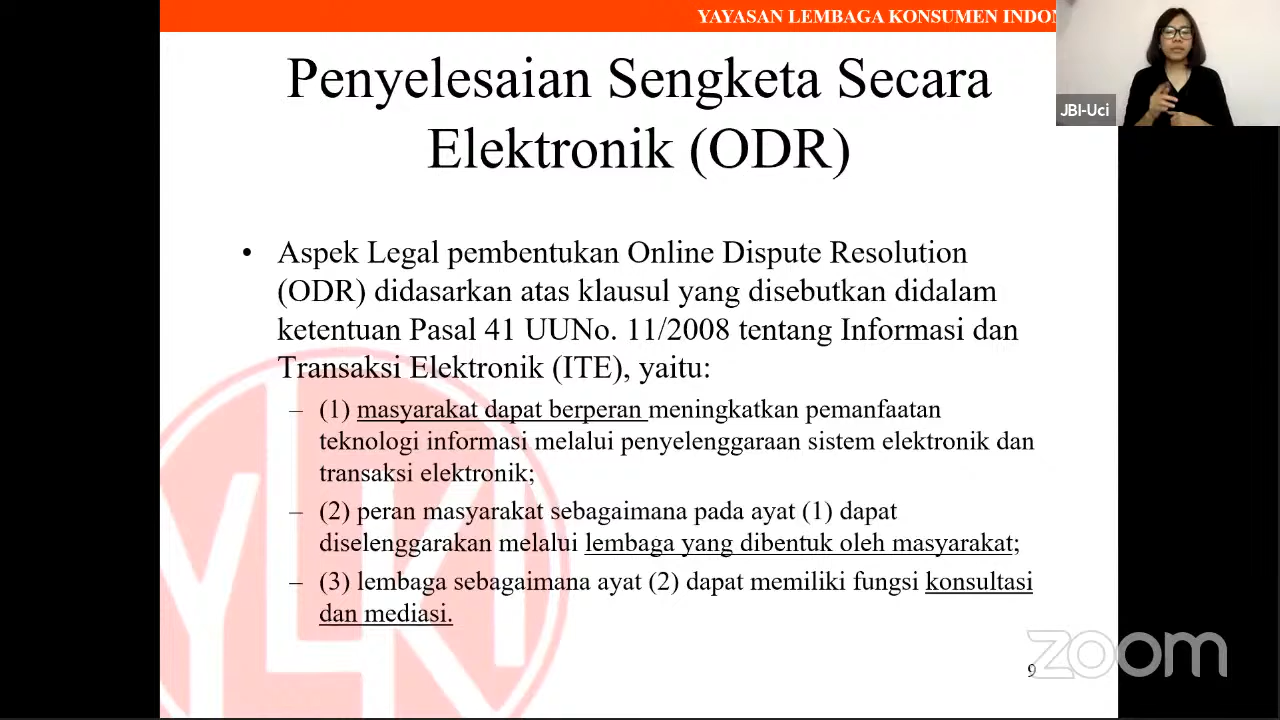 YAYASAN LEMBAGA KONSUMEN
JBI-Uci
Penyelesaian Sengketa Secara
Elektronik (ODR)
• Aspek Legal pembentukan Online Dispute Resolution
(ODR) didasarkan atas klausul yang disebutkan didalam
ketentuan Pasal 41 UUNo. 11/2008 tentang Informasi dan
Transaksi Elektronik (ITE), yaitu:
– (1) masyarakat dapat berperan meningkatkan pemanfaatan
teknologi informasi melalui penyelenggaraan sistem elektronik dan
transaksi elektronik;
– (2) peran masyarakat sebagaimana pada ayat (1) dapat
diselenggarakan melalui lembaga yang dibentuk oleh masyarakat;
– (3) lembaga sebagaimana ayat (2) dapat memiliki fungsi konsultasi
dan mediasi.
YLKI
zoom
9